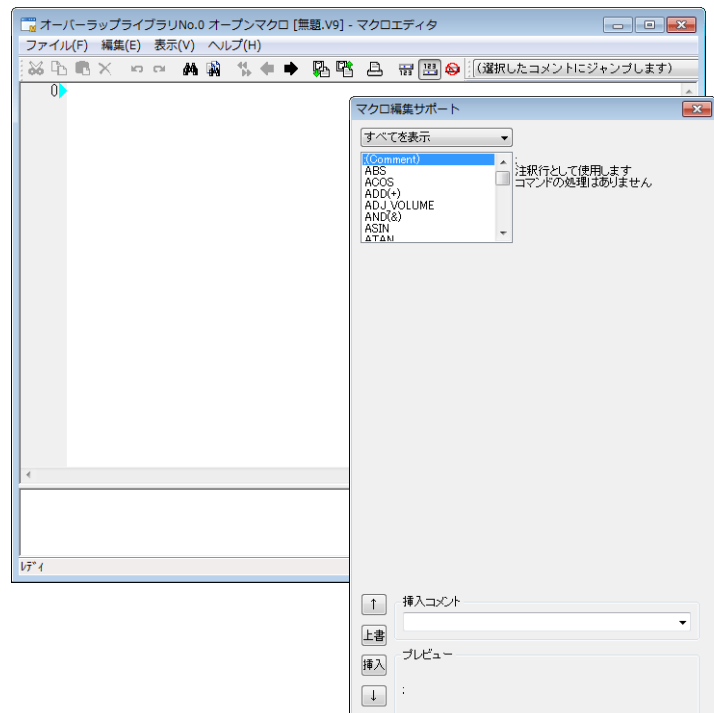 オーバーラップライブラリNo.0 オープンマクロ [無題.V9] - マクロエディタ
ファイル(F) 編集(E) 表示(V) ヘルプ(H)
(選択したコメントにジャンプします)
0
マクロ編集サポート
すべてを表示
;(Comment)
ABS
ACOS
ADD(+)
ADJ_VOLUME
AND(&)
ASIN
ATAN
;
注釈行として使用します
コマンドの処理はありません
ﾚﾃﾞｨ
↑
上書
挿入
↓
挿入コメント
プレビュー
;